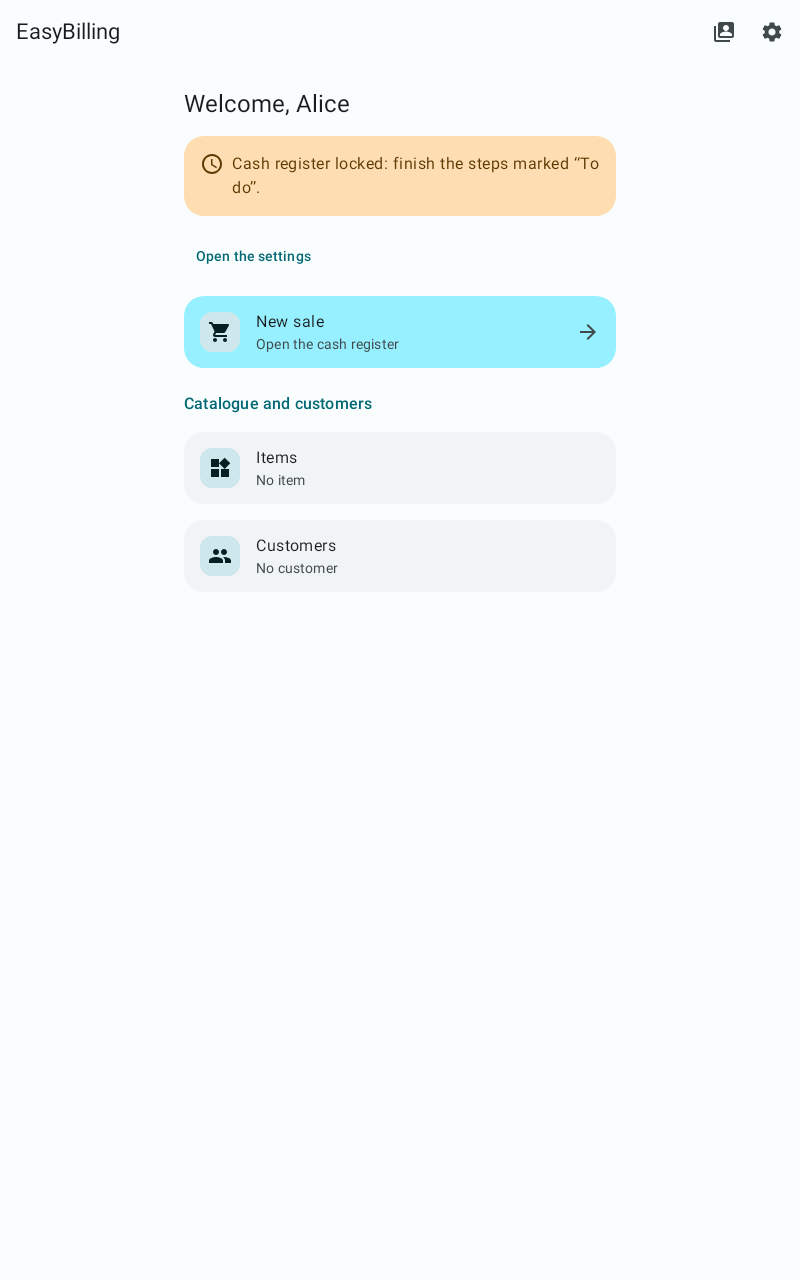 EasyBilling
Welcome, Alice
Cash register locked: finish the steps marked “To
do”.
Open the settings
New sale
Open the cash register
Catalogue and customers
Items
No item
Customers
No customer